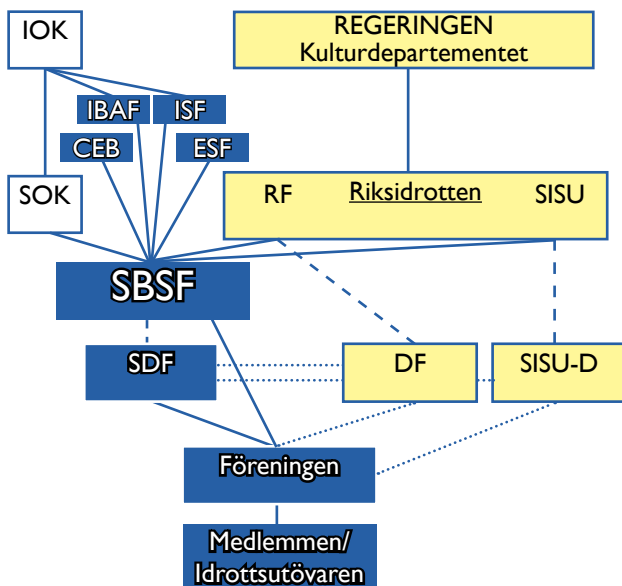 IOK
REGERINGEN
Kulturdepartementet
IBAF
ISF
CEB
ESF
SOK
RF
Riksidrotten
SISU
SBSF
SDF
DF
SISU-D
Föreningen
Medlemmen/
Idrottsutövaren